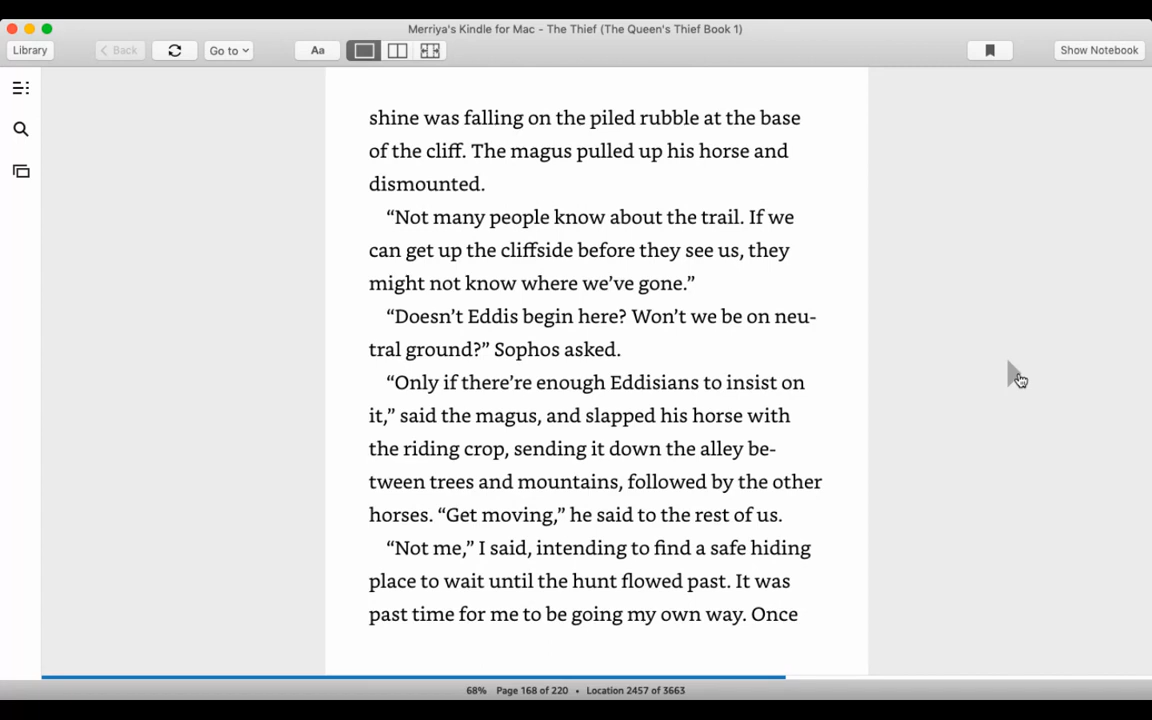 Merriya's Kindle for Mac - The Thief (The Queen's Thief Book 1)
Library
Back
Go to
Aa
Show Notebook
shine was falling on the piled rubble at the base
of the cliff. The magus pulled up his horse and
dismounted.
“Not many people know about the trail. If we
can get up the cliffside before they see us, they
might not know where we’ve gone.”
“Doesn’t Eddis begin here? Won’t we be on neu-
tral ground?” Sophos asked.
“Only if there’re enough Eddisians to insist on
it,” said the magus, and slapped his horse with
the riding crop, sending it down the alley be-
tween trees and mountains, followed by the other
horses. “Get moving,” he said to the rest of us.
“Not me,” I said, intending to find a safe hiding
place to wait until the hunt flowed past. It was
past time for me to be going my own way. Once
68% Page 168 of 220 • Location 2457 of 3663